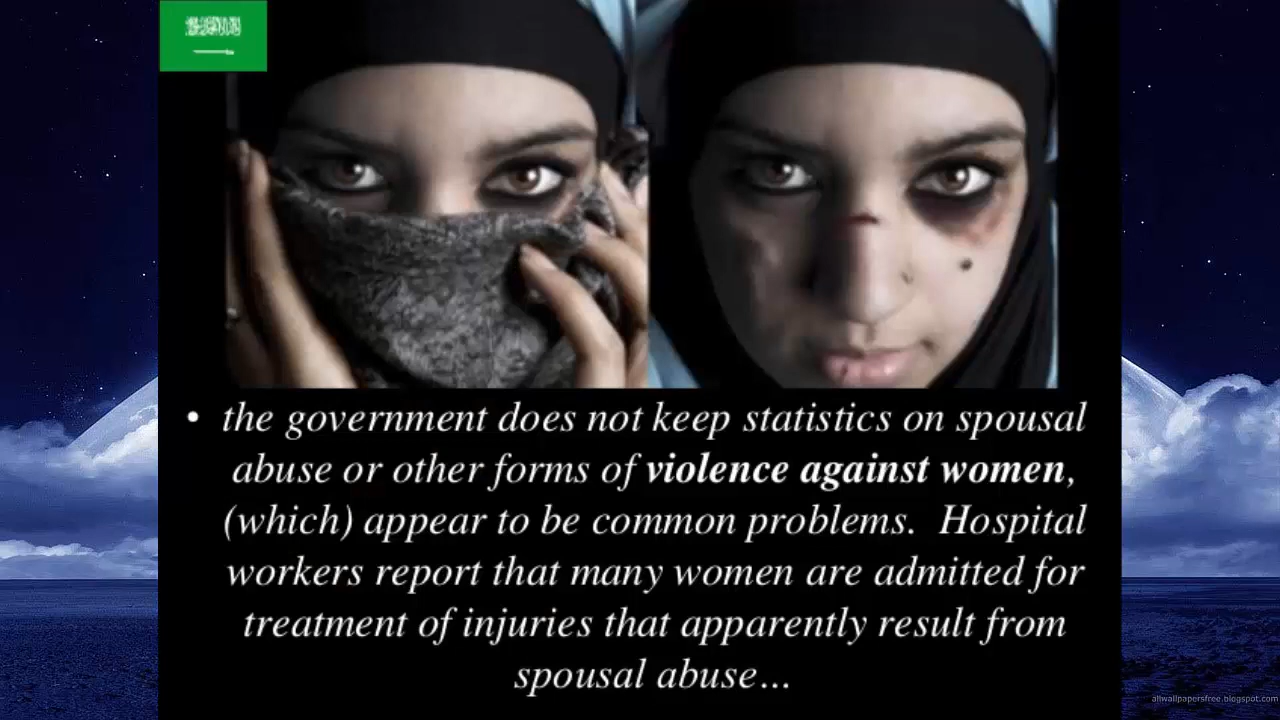 • the government does not keep statistics on spousal
abuse or other forms of violence against women,
(which) appear to be common problems. Hospital
workers report that many women are admitted for
treatment of injuries that apparently result from
spousal abuse...
allwallpapersfree.blogspot.com